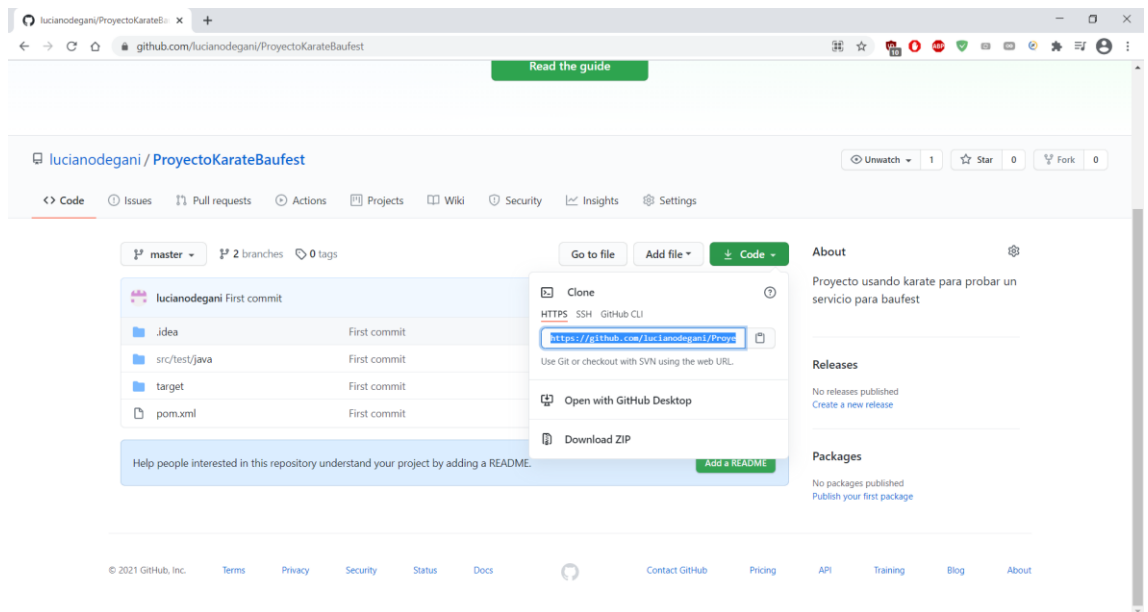 lucianodegani/ProyectoKarateBa
github.com/lucianodegani/ProyectoKarateBaufest
10
ABP
Read the guide
lucianodegani / ProyectoKarateBaufest
Unwatch 1 Star 0 Fork 0
<> Code Issues Pull requests Actions Projects Wiki Security Insights Settings
master 2 branches 0 tags Go to file Add file Code
lucianodegani First commit
.idea First commit
src/test/java First commit
target First commit
pom.xml First commit
Clone
HTTPS SSH GitHub CLI
https://github.com/lucianodegani/Proye
Use Git or checkout with SVN using the web URL.
Open with GitHub Desktop
Download ZIP
Help people interested in this repository understand your project by adding a README. Add a README
About
Proyecto usando karate para probar un
servicio para baufest
Releases
No releases published
Create a new release
Packages
No packages published
Publish your first package
© 2021 GitHub, Inc. Terms Privacy Security Status Docs Contact GitHub Pricing API Training Blog About